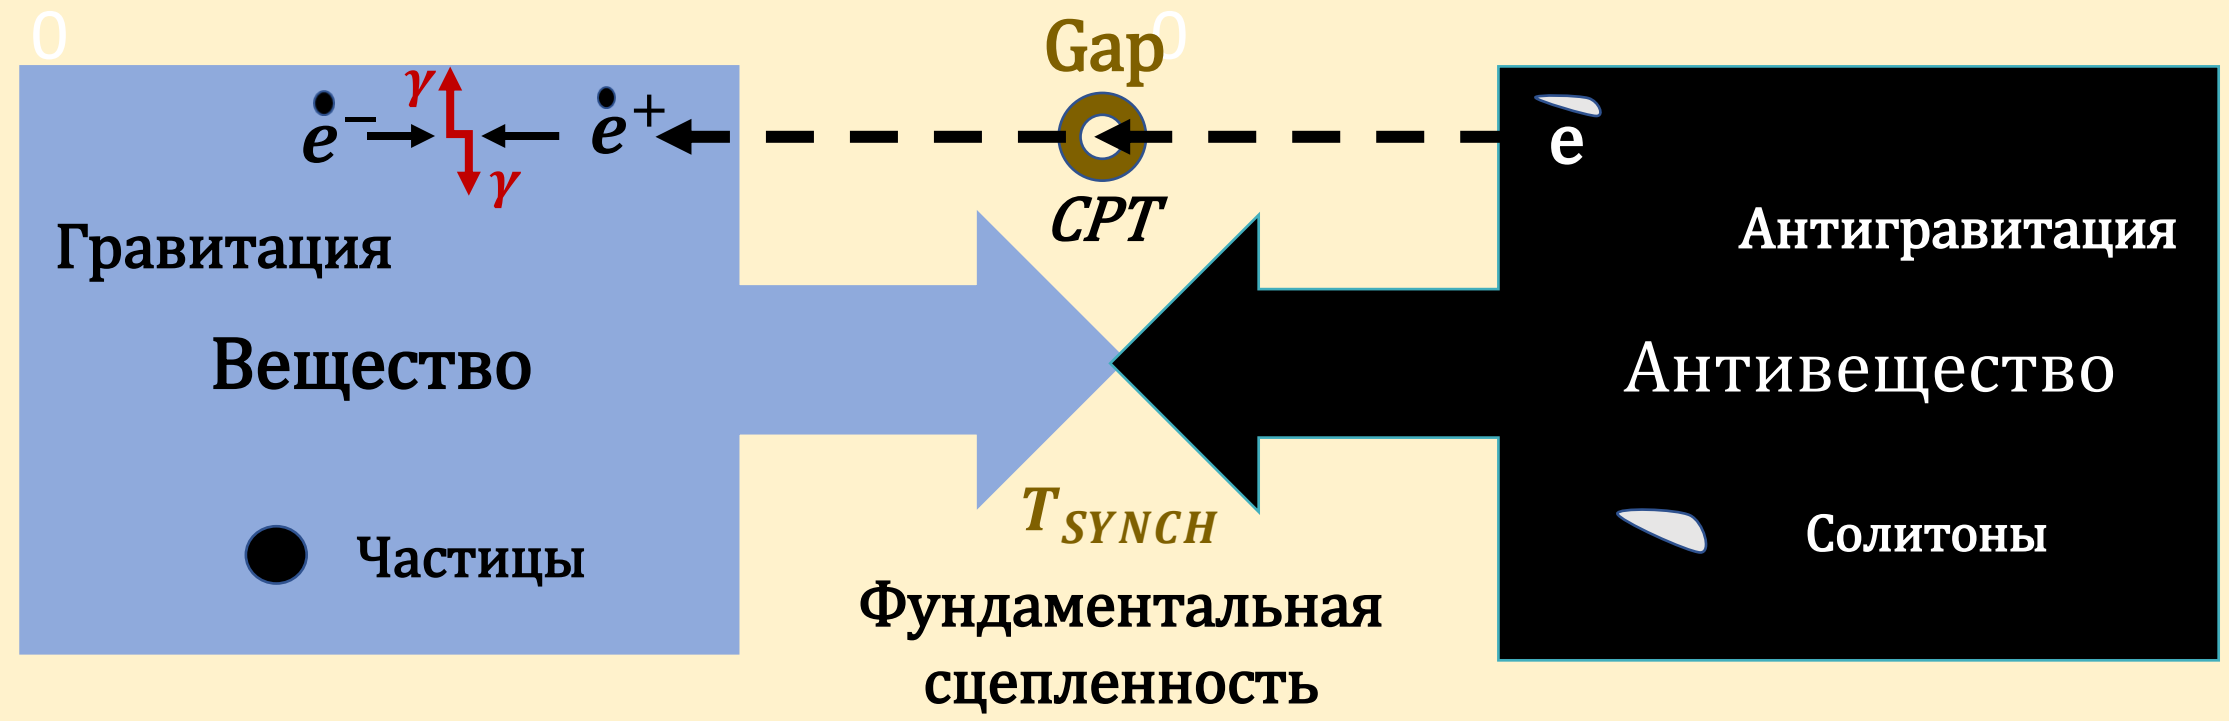 0
Gap
0
γ
e⁻
e⁺
e
γ
CPT
Гравитация
Антигравитация
Вещество
Антивещество
T_SYNCH
Частицы
Солитоны
Фундаментальная
сцепленность